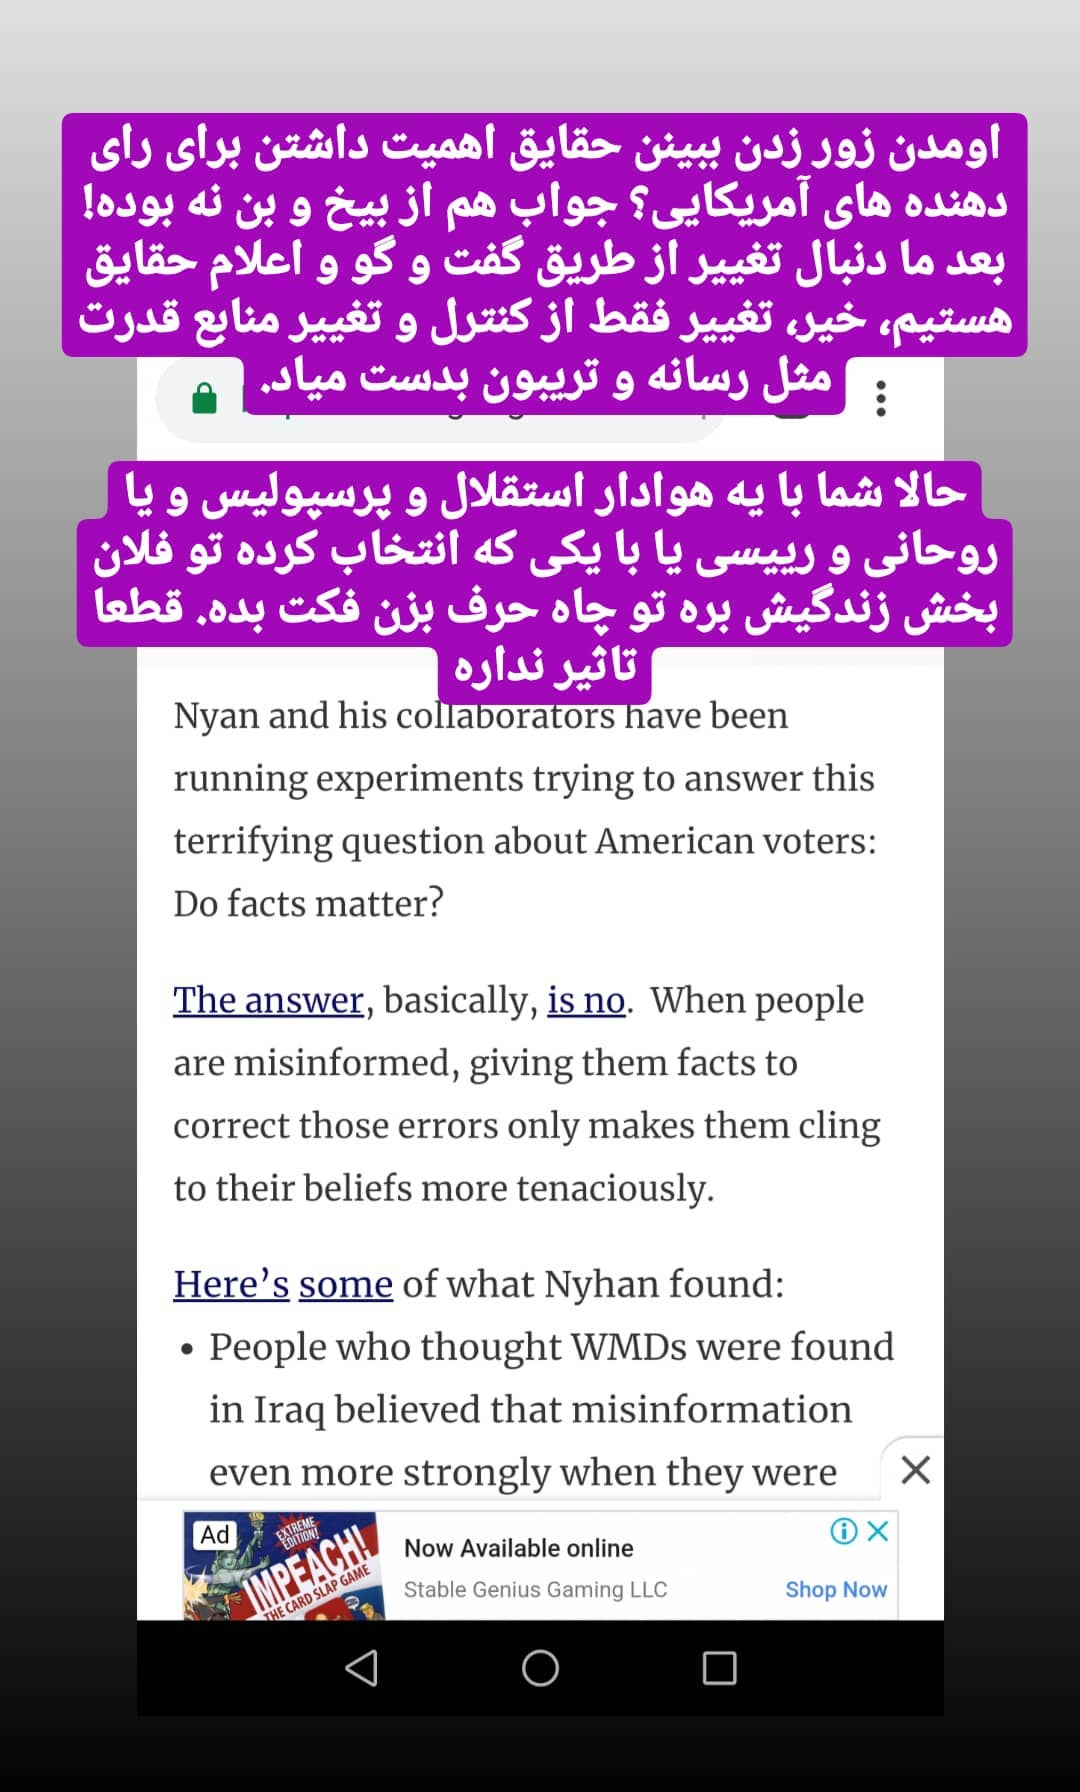 اومدن زور زدن ببینن حقایق اهمیت داشتن برای رای
دهنده های آمریکایی؟ جواب هم از بیخ و بن نه بوده!
بعد ما دنبال تغییر از طریق گفت و گو و اعلام حقایق
هستیم، خیر، تغییر فقط از کنترل و تغییر منابع قدرت
مثل رسانه و تریبون بدست میاد.
حالا شما با یه هوادار استقلال و پرسپولیس و یا
روحانی و رییسی یا با یکی که انتخاب کرده تو فلان
بخش زندگیش بره تو چاه حرف بزن فکت بده. قطعا
تاثیر نداره
Nyan and his collaborators have been
running experiments trying to answer this
terrifying question about American voters:
Do facts matter?
The answer, basically, is no. When people
are misinformed, giving them facts to
correct those errors only makes them cling
to their beliefs more tenaciously.
Here's some of what Nyhan found:
• People who thought WMDs were found
in Iraq believed that misinformation
even more strongly when they were
Ad
EXTREME
EDITION!
IMPEACH!
THE CARD SLAP GAME
Now Available online
Stable Genius Gaming LLC
Shop Now